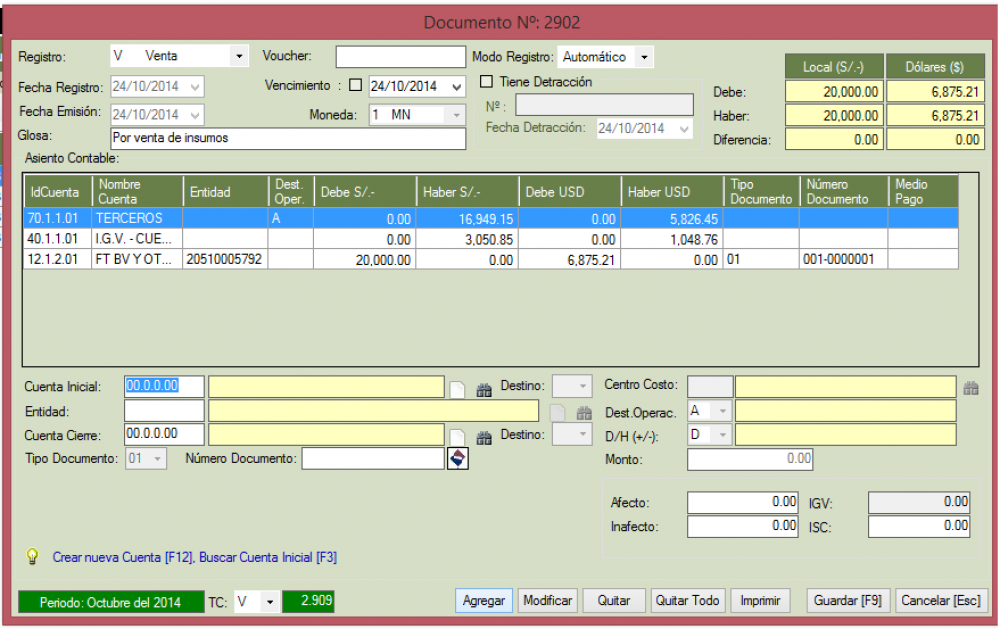 Documento Nº: 2902
Registro: V Venta Voucher: Modo Registro: Automático
Local (S/.-) Dólares ($)
Fecha Registro: 24/10/2014 Vencimiento : 24/10/2014 Tiene Detracción
Debe: 20,000.00 6,875.21
Nº :
Fecha Emisión: 24/10/2014 Moneda: 1 MN
Haber: 20,000.00 6,875.21
Fecha Detracción: 24/10/2014
Glosa: Por venta de insumos
Diferencia: 0.00 0.00
Asiento Contable:
IdCuenta Nombre Cuenta Entidad Dest. Oper. Debe S/.- Haber S/.- Debe USD Haber USD Tipo Documento Número Documento Medio Pago
70.1.1.01 TERCEROS A 0.00 16,949.15 0.00 5,826.45
40.1.1.01 I.G.V. - CUE... 0.00 3,050.85 0.00 1,048.76
12.1.2.01 FT BV Y OT... 20510005792 20,000.00 0.00 6,875.21 0.00 01 001-0000001
Cuenta Inicial: 00.0.0.00 Destino: Centro Costo:
Entidad: Dest.Operac. A
Cuenta Cierre: 00.0.0.00 Destino: D/H (+/-): D
Tipo Documento: 01 Número Documento: Monto: 0.00
Afecto: 0.00 IGV: 0.00
Inafecto: 0.00 ISC: 0.00
Crear nueva Cuenta [F12], Buscar Cuenta Inicial [F3]
Periodo: Octubre del 2014 TC: V 2.909 Agregar Modificar Quitar Quitar Todo Imprimir Guardar [F9] Cancelar [Esc]